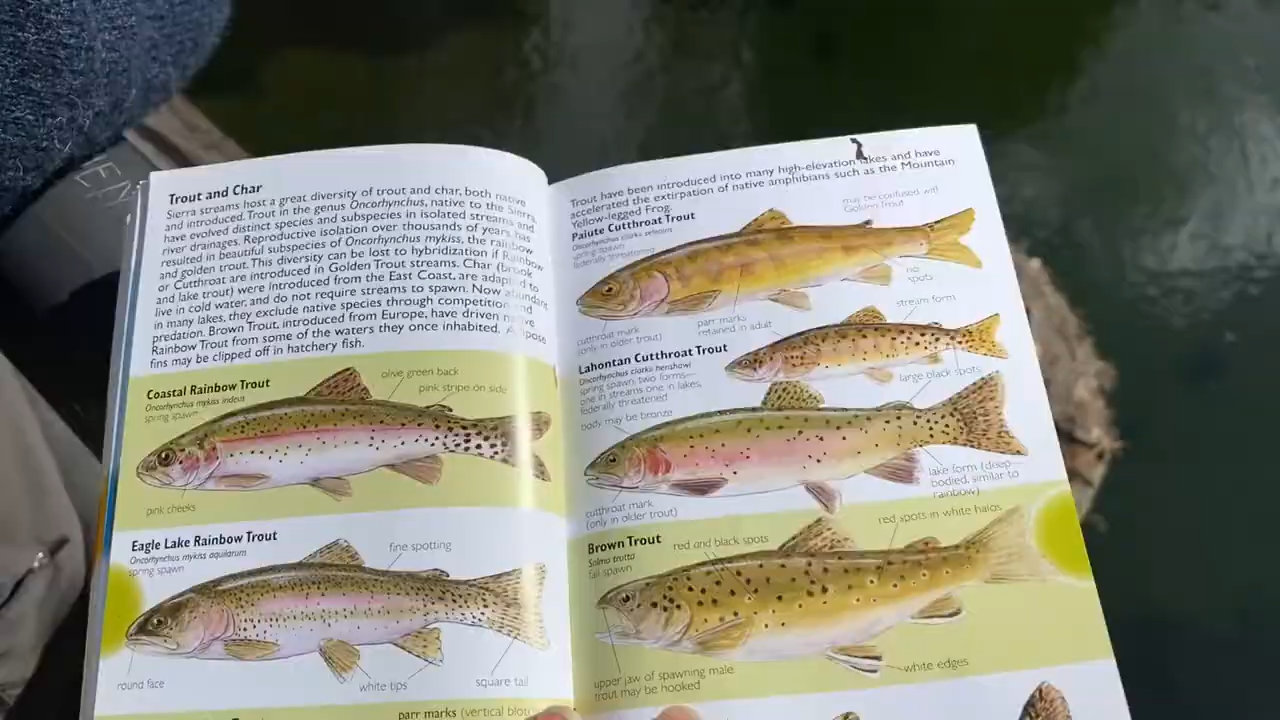 TEN
Trout and Char
Sierra streams host a great diversity of trout and char, both native
and introduced. Trout in the genus Oncorhynchus, native to the Sierra,
have evolved distinct species and subspecies in isolated streams and
river drainages. Reproductive isolation over thousands of years has
resulted in beautiful subspecies of Oncorhynchus mykiss, the rainbow
and golden trout. This diversity can be lost to hybridization if Rainbow
or Cutthroat are introduced in Golden Trout streams. Char (brook
and lake trout) were introduced from the East Coast, are adapted to
live in cold water, and do not require streams to spawn. Now abundant
in many lakes, they exclude native species through competition and
predation. Brown Trout, introduced from Europe, have driven native
Rainbow Trout from some of the waters they once inhabited. Adipose
fins may be clipped off in hatchery fish.
Coastal Rainbow Trout
Oncorhynchus mykiss irideus
spring spawn
olive green back
pink stripe on side
pink cheeks
Eagle Lake Rainbow Trout
Oncorhynchus mykiss aquilarum
spring spawn
fine spotting
round face
white tips
square tail
parr marks (vertical
Trout have been introduced into many high-elevation lakes and have
accelerated the extirpation of native amphibians such as the Mountain
Yellow-legged Frog.
Paiute Cutthroat Trout
Oncorhynchus clarkii seleniris
spring spawn
federally threatened
may be confused with
Golden Trout
no
spots
cutthroat mark
(only in older trout)
parr marks
retained in adult
stream form
Lahontan Cutthroat Trout
Oncorhynchus clarkii henshawi
spring spawn, two forms—
one in streams one in lakes,
federally threatened
large black spots
body may be bronze
cutthroat mark
(only in older trout)
lake form (deep
bodied, similar to
rainbow)
Brown Trout
Salmo trutta
fall spawn
red and black spots
red spots in white halos
upper jaw of spawning male
trout may be hooked
white edges